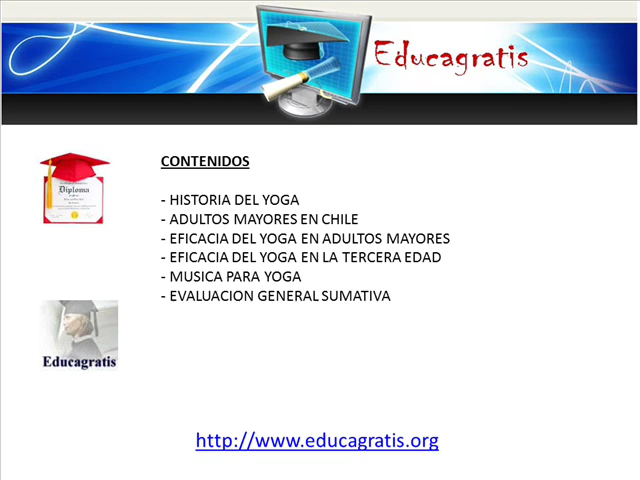 Educagratis
CONTENIDOS
Diploma
- HISTORIA DEL YOGA
- ADULTOS MAYORES EN CHILE
- EFICACIA DEL YOGA EN ADULTOS MAYORES
- EFICACIA DEL YOGA EN LA TERCERA EDAD
- MUSICA PARA YOGA
- EVALUACION GENERAL SUMATIVA
Educagratis
http://www.educagratis.org